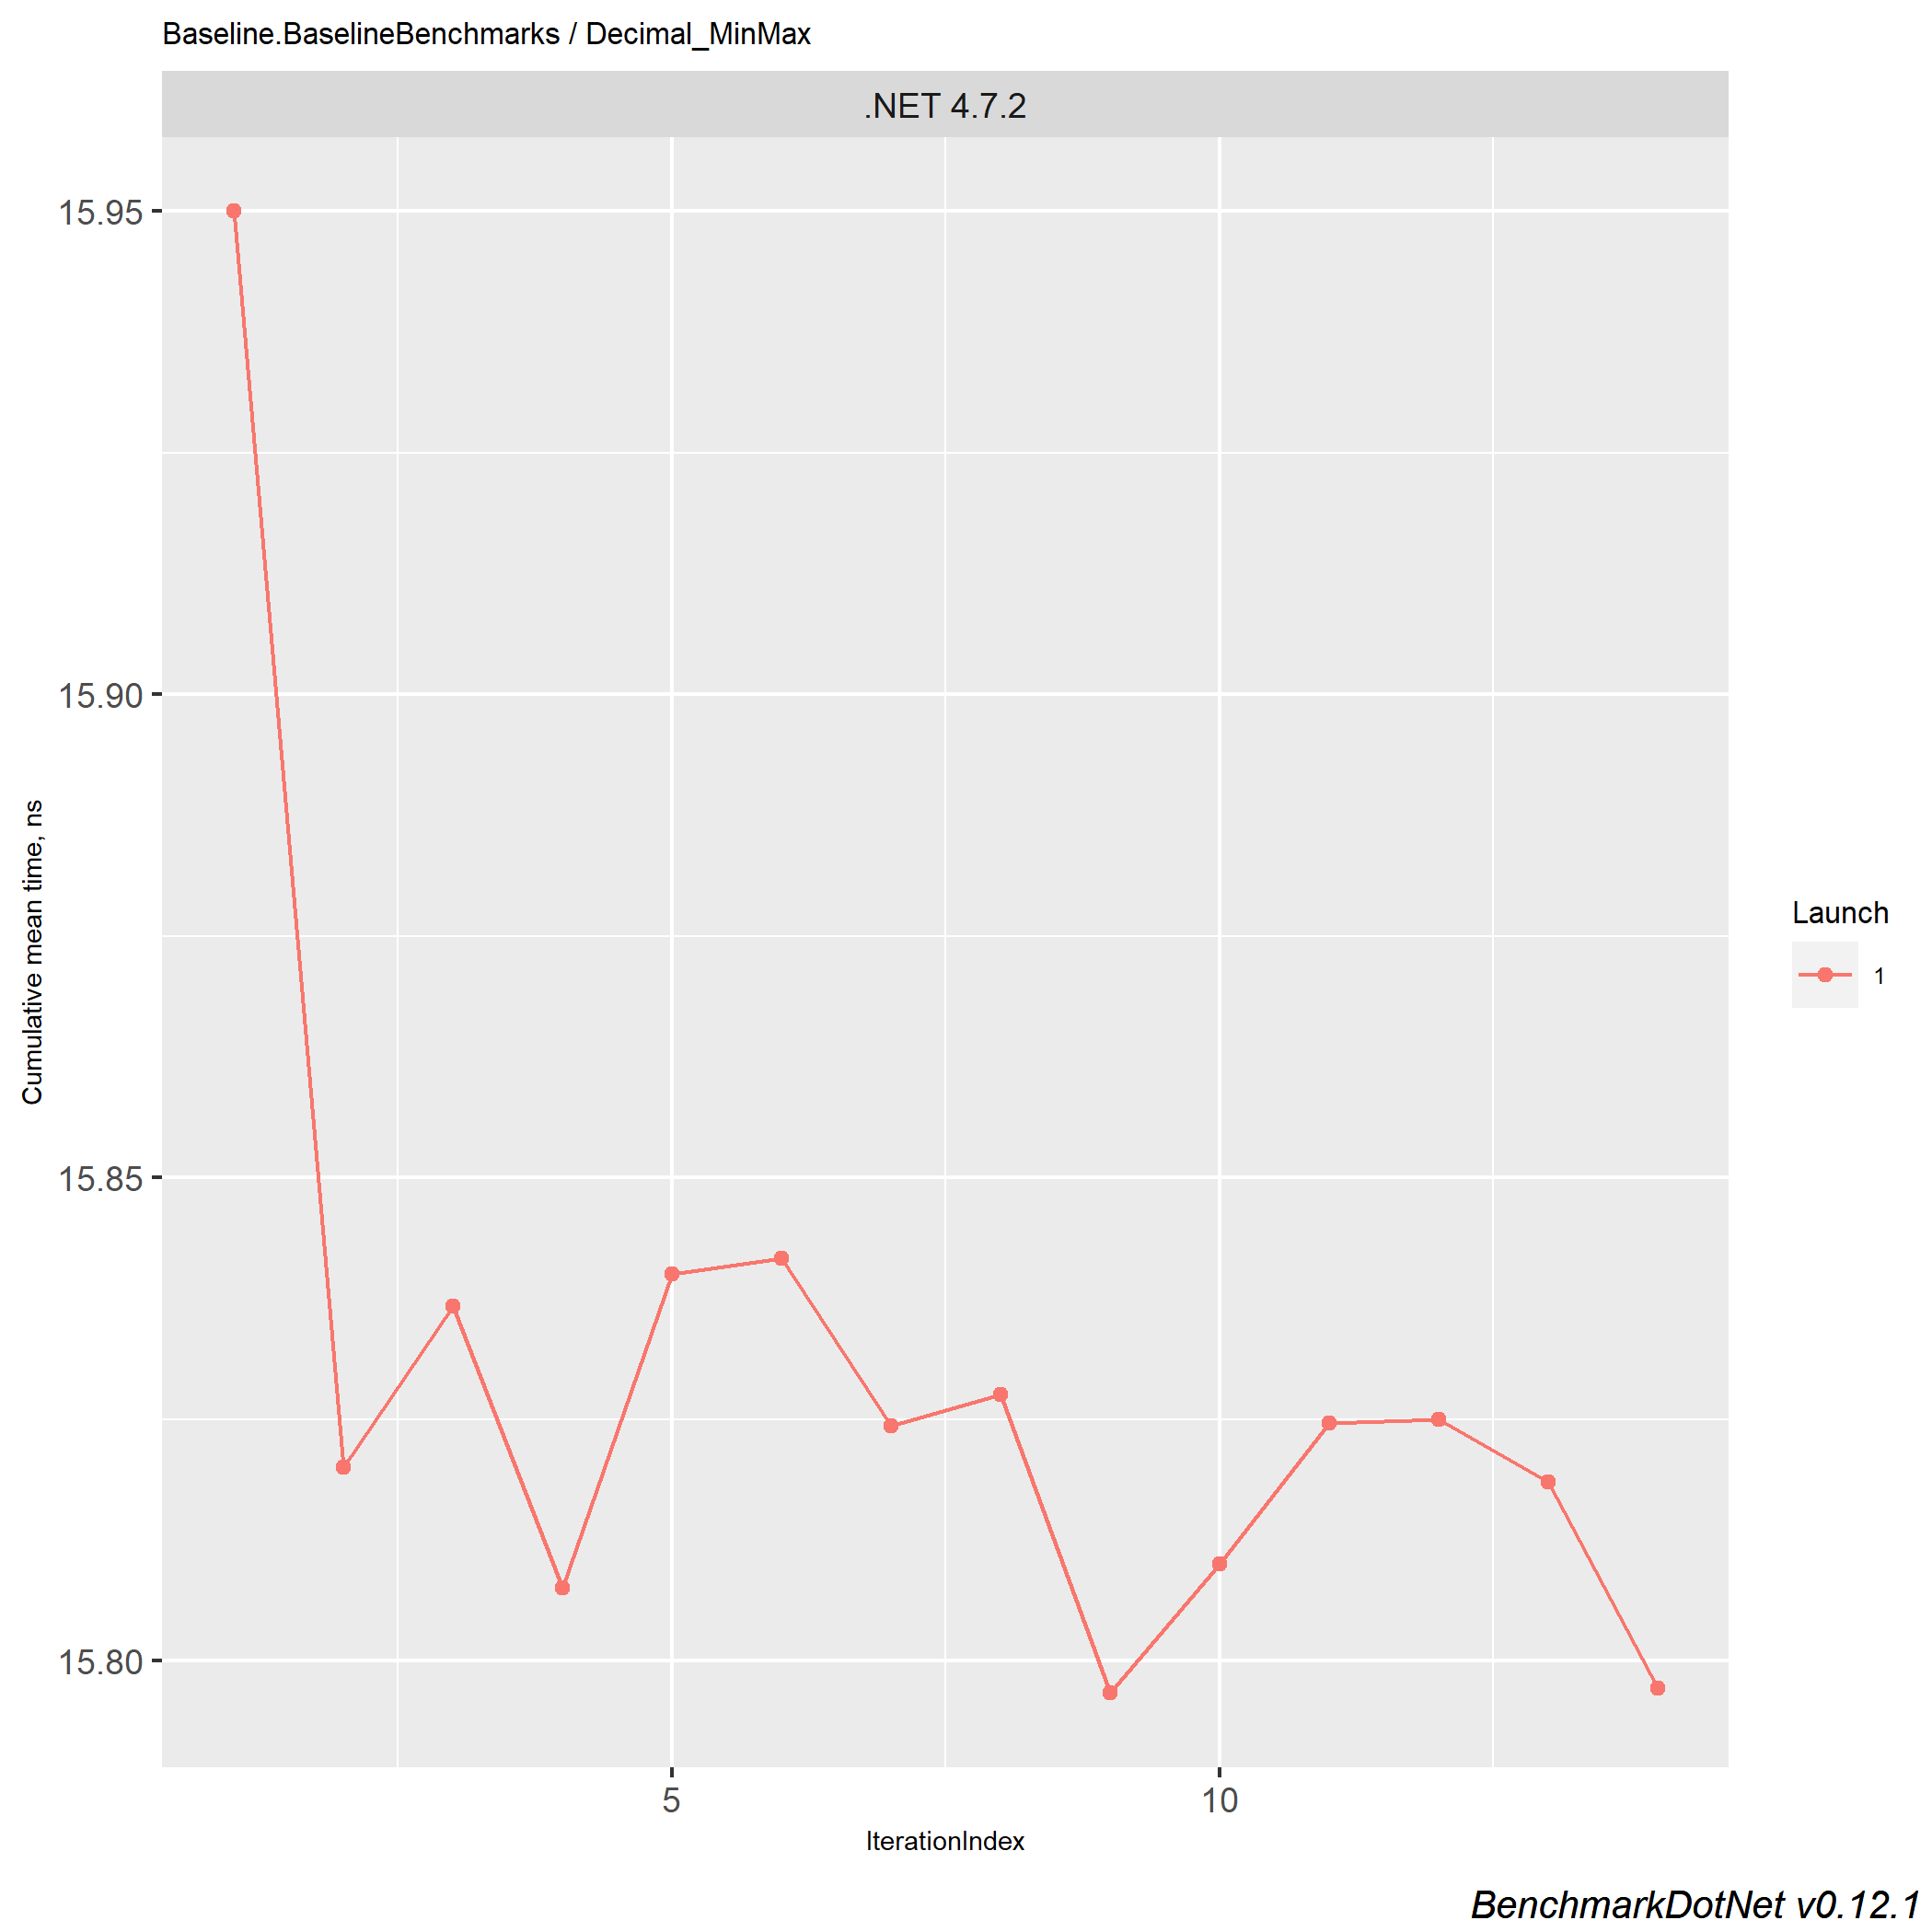 Baseline.BaselineBenchmarks / Decimal_MinMax
.NET 4.7.2
15.95
15.90
15.85
15.80
Cumulative mean time, ns
5
10
IterationIndex
Launch
1
BenchmarkDotNet v0.12.1